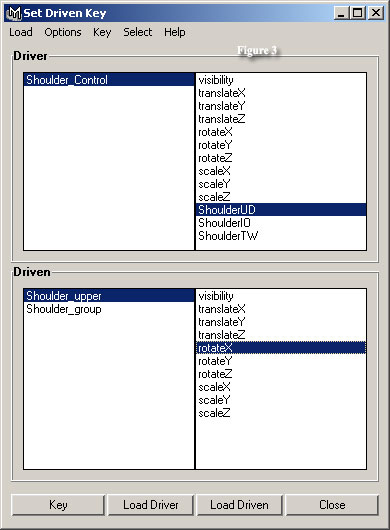 Set Driven Key
Load Options Key Select Help
Figure 3
Driver
Shoulder_Control
visibility
translateX
translateY
translateZ
rotateX
rotateY
rotateZ
scaleX
scaleY
scaleZ
ShoulderUD
ShoulderIO
ShoulderTW
Driven
Shoulder_upper
Shoulder_group
visibility
translateX
translateY
translateZ
rotateX
rotateY
rotateZ
scaleX
scaleY
scaleZ
Key Load Driver Load Driven Close